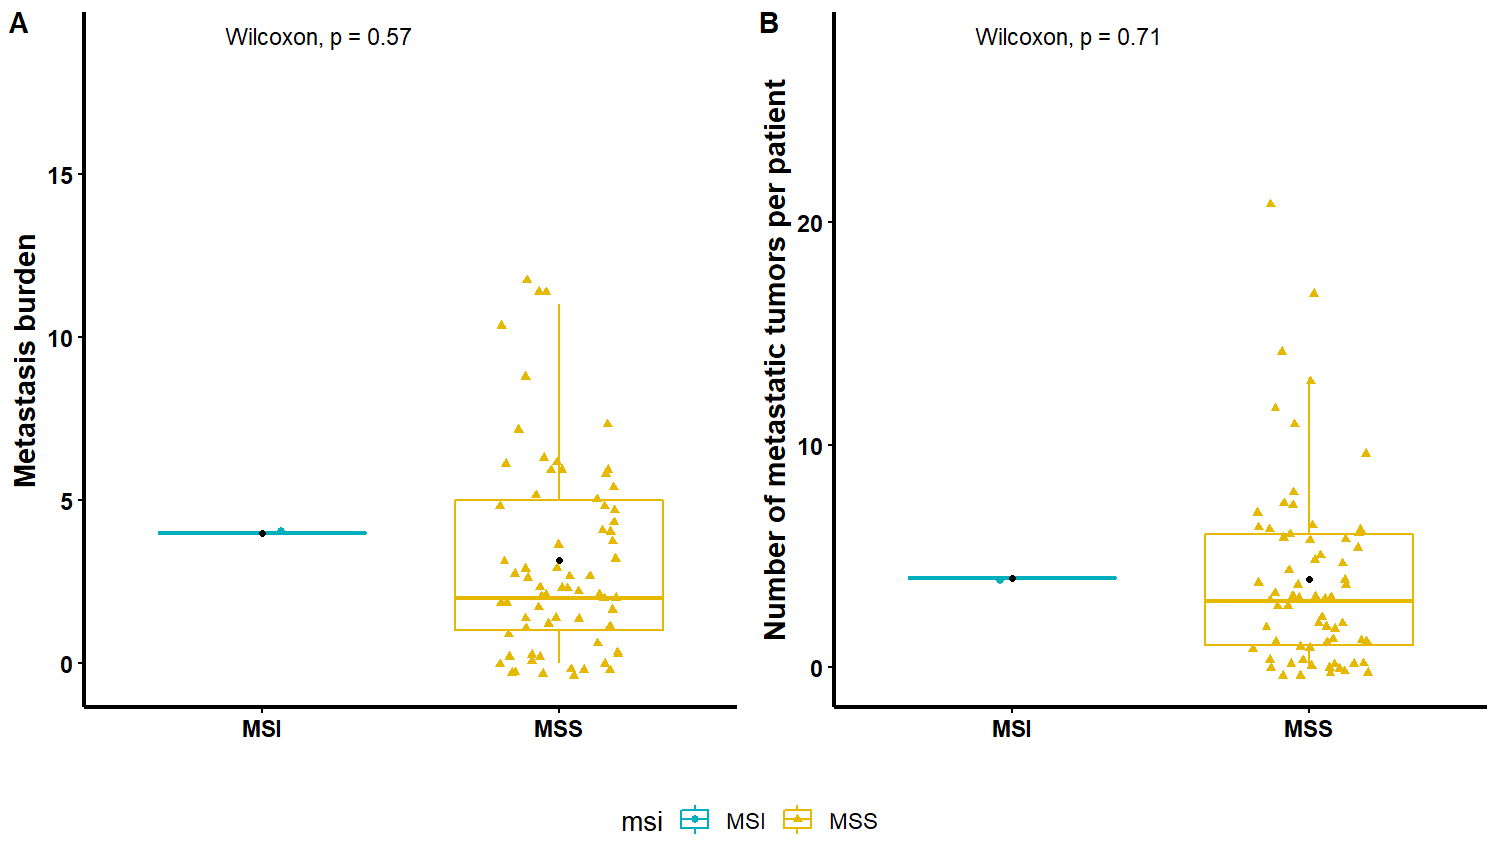 A
Wilcoxon, p = 0.57
Metastasis burden
15
10
5
0
MSI
MSS
B
Wilcoxon, p = 0.71
Number of metastatic tumors per patient
20
10
0
MSI
MSS
msi MSI MSS